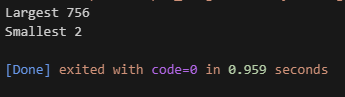 Largest 756
Smallest 2
[Done] exited with code=0 in 0.959 seconds